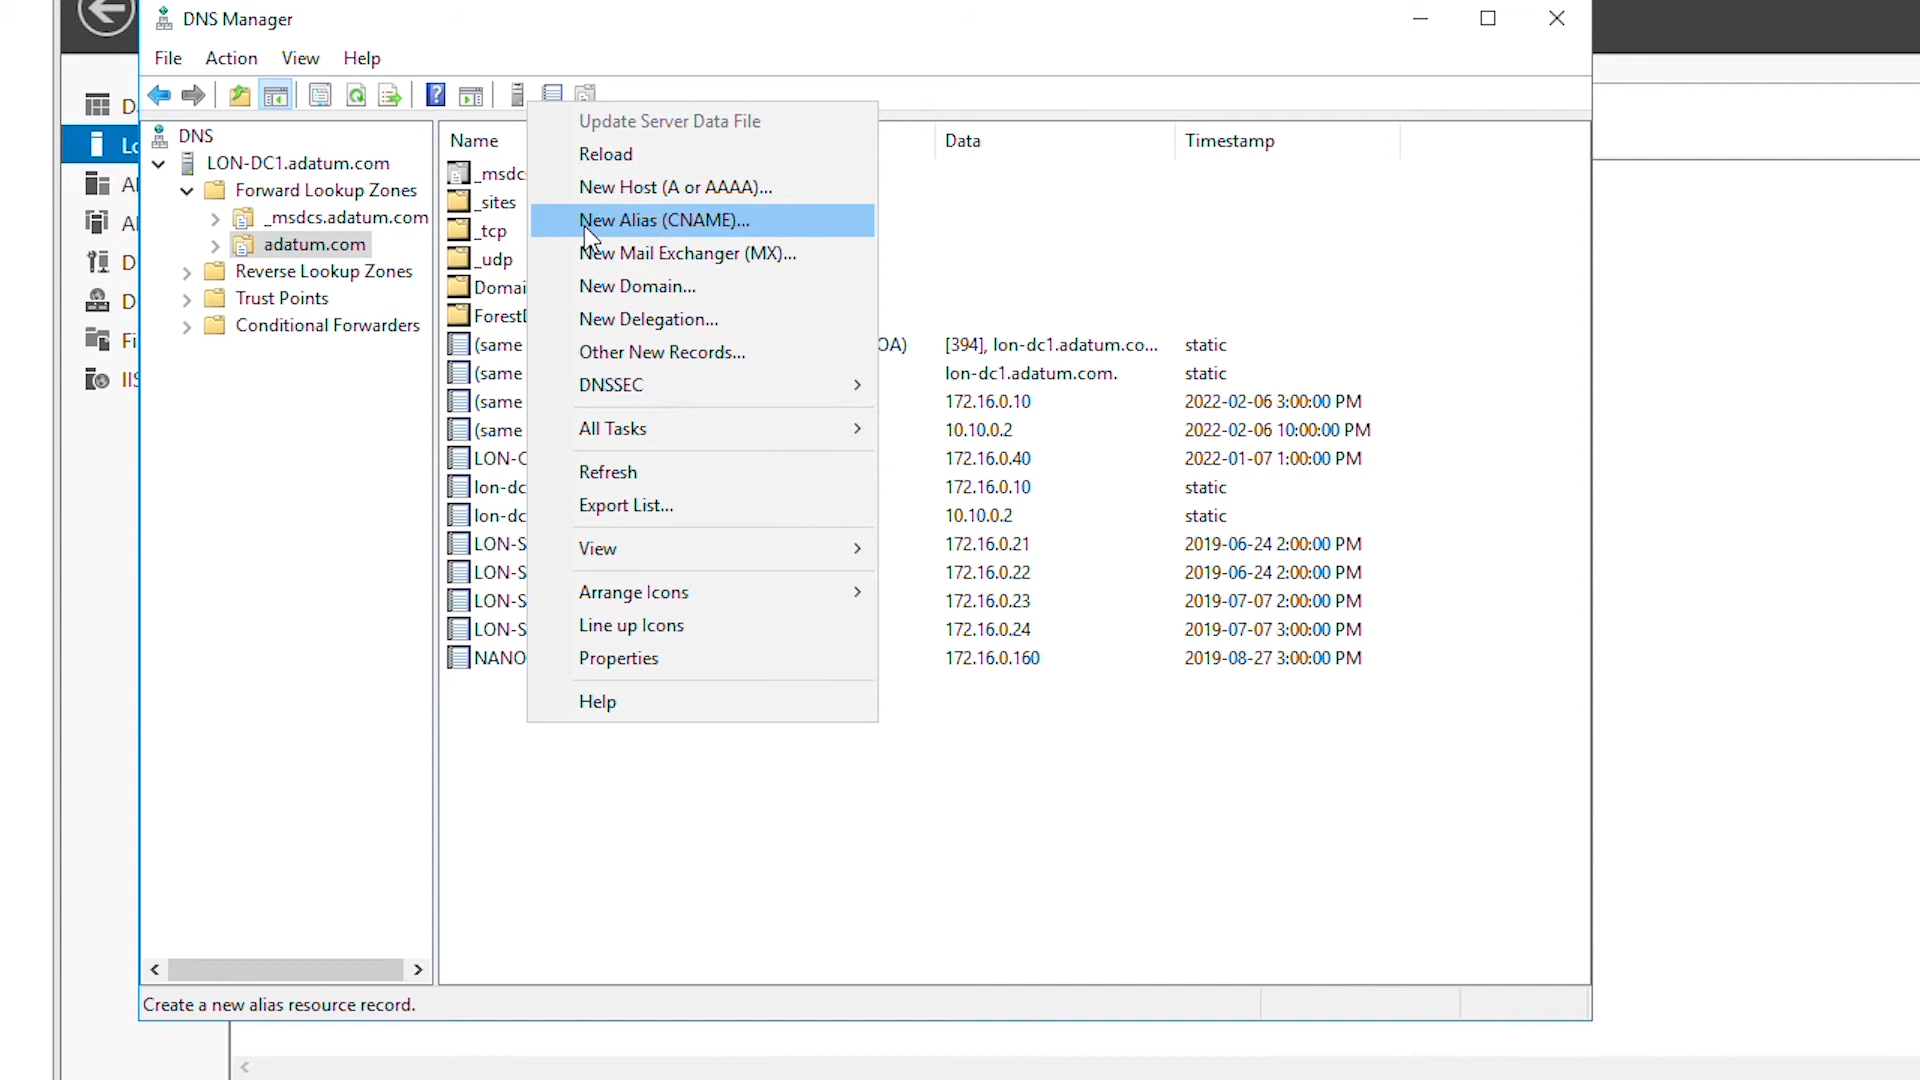 DNS Manager
File Action View Help
DNS
LON-DC1.adatum.com
Forward Lookup Zones
_msdcs.adatum.com
adatum.com
Reverse Lookup Zones
Trust Points
Conditional Forwarders
Name Data Timestamp
_msdc
_sites
_tcp
_udp
Domai
(same OA) [394], lon-dc1.adatum.co... static
(same lon-dc1.adatum.com. static
(same 172.16.0.10 2022-02-06 3:00:00 PM
(same 10.10.0.2 2022-02-06 10:00:00 PM
LON-C 172.16.0.40 2022-01-07 1:00:00 PM
lon-dc 172.16.0.10 static
lon-dc 10.10.0.2 static
LON-S 172.16.0.21 2019-06-24 2:00:00 PM
LON-S 172.16.0.22 2019-06-24 2:00:00 PM
LON-S 172.16.0.23 2019-07-07 2:00:00 PM
LON-S 172.16.0.24 2019-07-07 3:00:00 PM
NANO 172.16.0.160 2019-08-27 3:00:00 PM
Update Server Data File
Reload
New Host (A or AAAA)...
New Alias (CNAME)...
New Mail Exchanger (MX)...
New Domain...
New Delegation...
Other New Records...
DNSSEC
All Tasks
Refresh
Export List...
View
Arrange Icons
Line up Icons
Properties
Help
Create a new alias resource record.